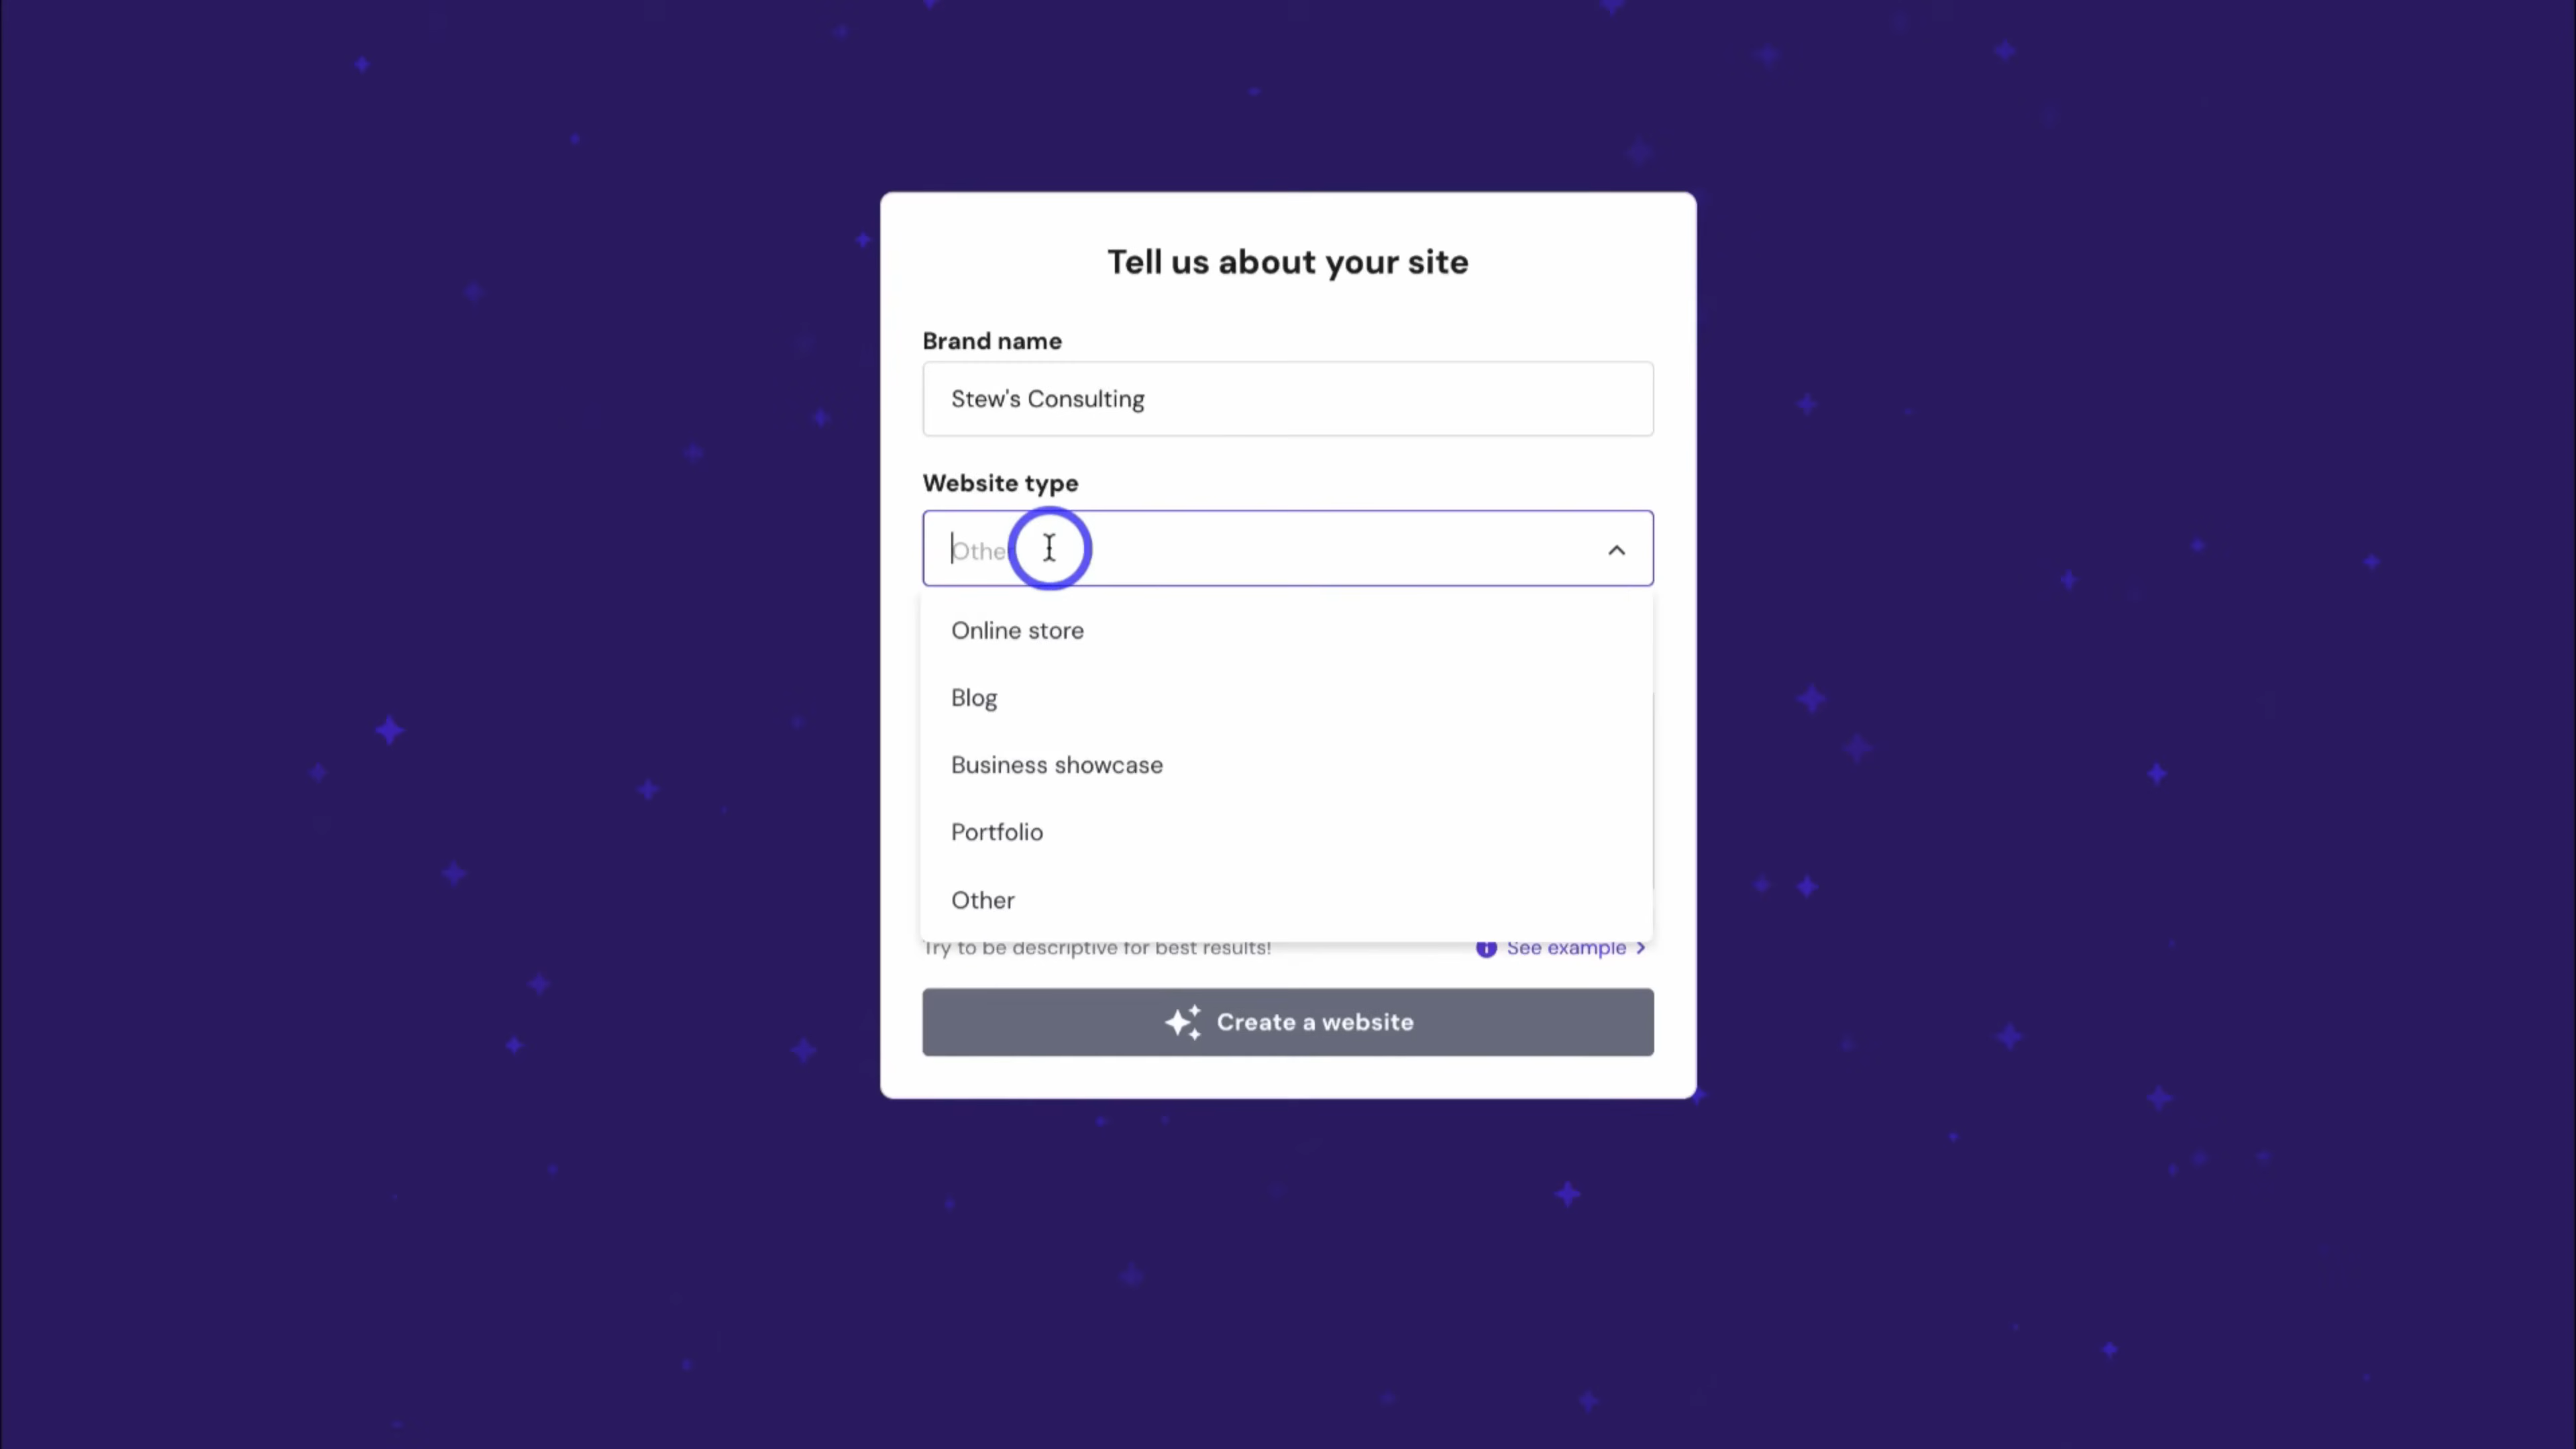 Tell us about your site
Brand name
Stew's Consulting
Website type
Other
Online store
Blog
Business showcase
Portfolio
Other
Try to be descriptive for best results!
See example
Create a website